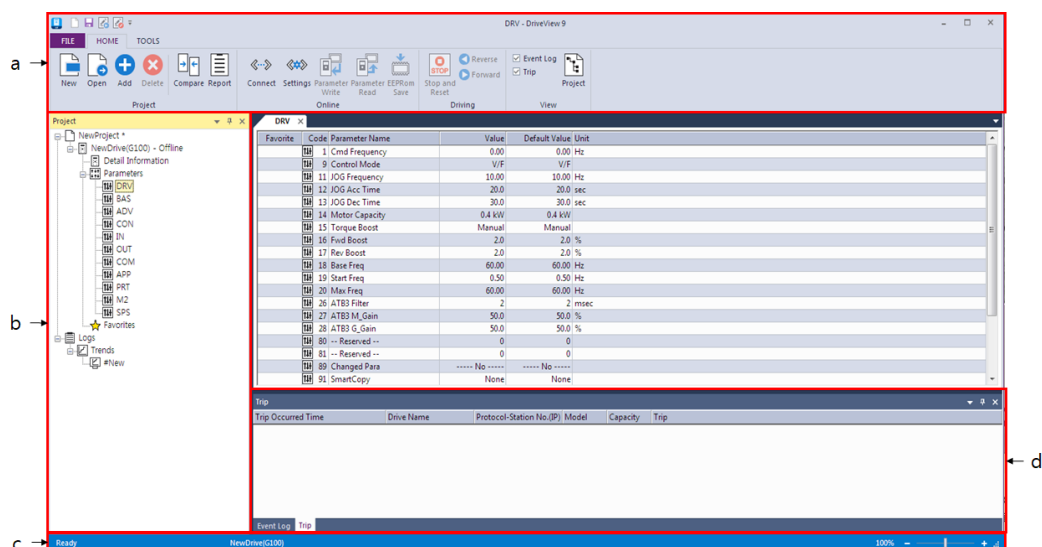 DRV - DriveView 9
FILE HOME TOOLS
a
New Open Add Delete Compare Report Connect Settings Parameter Write Parameter Read EEPRom Save STOP Stop and Reset Reverse Forward Event Log Trip Project
Project Online Driving View
Project
NewProject *
NewDrive(G100) - Offline
Detail Information
Parameters
DRV
BAS
ADV
CON
IN
OUT
COM
APP
PRT
M2
SPS
Favorites
Logs
Trends
#New
b
DRV
Favorite Code Parameter Name Value Default Value Unit
1 Cmd Frequency 0.00 0.00 Hz
9 Control Mode V/F V/F
11 JOG Frequency 10.00 10.00 Hz
12 JOG Acc Time 20.0 20.0 sec
13 JOG Dec Time 30.0 30.0 sec
14 Motor Capacity 0.4 kW 0.4 kW
15 Torque Boost Manual Manual
16 Fwd Boost 2.0 2.0 %
17 Rev Boost 2.0 2.0 %
18 Base Freq 60.00 60.00 Hz
19 Start Freq 0.50 0.50 Hz
20 Max Freq 60.00 60.00 Hz
26 ATB3 Filter 2 2 msec
27 ATB3 M_Gain 50.0 50.0 %
28 ATB3 G_Gain 50.0 50.0 %
80 -- Reserved -- 0 0
81 -- Reserved -- 0 0
89 Changed Para ----- No ----- ----- No -----
91 SmartCopy None None
Trip
Trip Occurred Time Drive Name Protocol-Station No.(IP) Model Capacity Trip
d
Event Log Trip
c
Ready NewDrive(G100) 100%